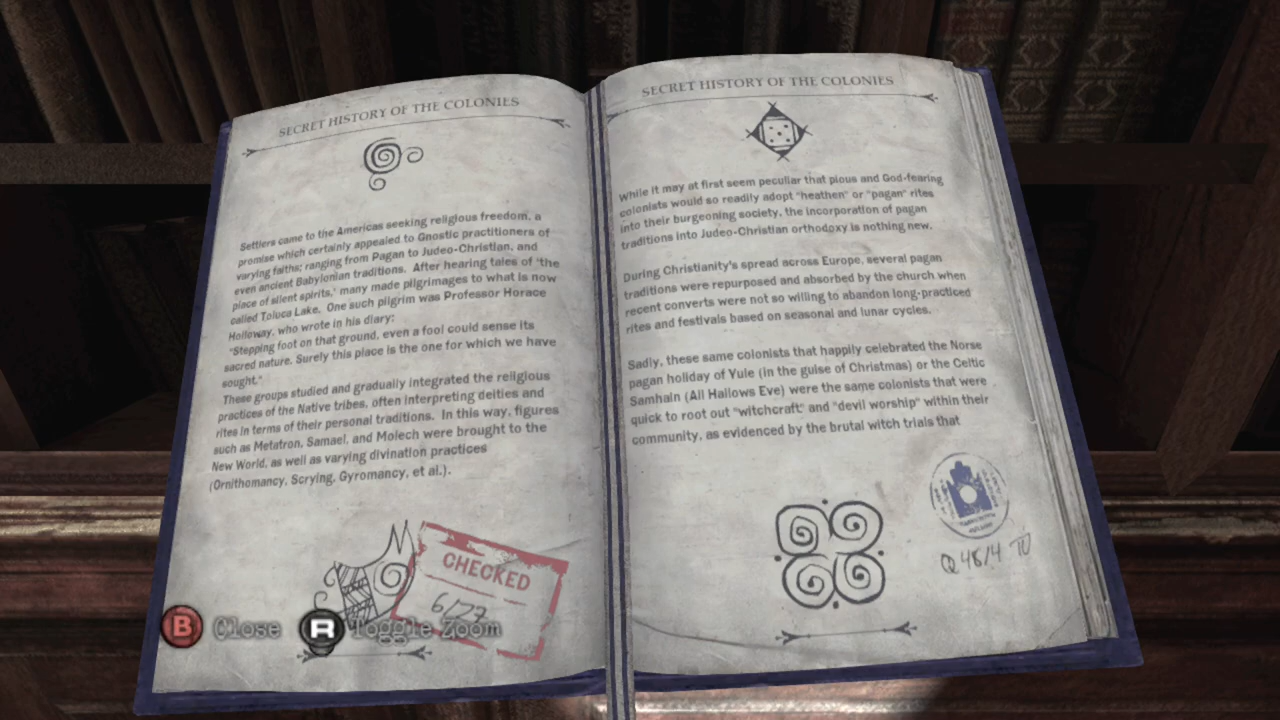 SECRET HISTORY OF THE COLONIES
Settlers came to the Americas seeking religious freedom, a
promise which certainly appealed to Gnostic practitioners of
varying faiths; ranging from Pagan to Judeo-Christian, and
even ancient Babylonian traditions. After hearing tales of 'the
place of silent spirits,' many made pilgrimages to what is now
called Toluca Lake. One such pilgrim was Professor Horace
Holloway, who wrote in his diary:
"Stepping foot on that ground, even a fool could sense its
sacred nature. Surely this place is the one for which we have
sought."
These groups studied and gradually integrated the religious
practices of the Native tribes, often interpreting deities and
rites in terms of their personal traditions. In this way, figures
such as Metatron, Samael, and Molech were brought to the
New World, as well as varying divination practices
(Ornithomancy, Scrying, Gyromancy, et al.).
CHECKED
6/27
B Close R Toggle Zoom
SECRET HISTORY OF THE COLONIES
While it may at first seem peculiar that pious and God-fearing
colonists would so readily adopt "heathen" or "pagan" rites
into their burgeoning society, the incorporation of pagan
traditions into Judeo-Christian orthodoxy is nothing new.
During Christianity's spread across Europe, several pagan
traditions were repurposed and absorbed by the church when
recent converts were not so willing to abandon long-practiced
rites and festivals based on seasonal and lunar cycles.
Sadly, these same colonists that happily celebrated the Norse
pagan holiday of Yule (in the guise of Christmas) or the Celtic
Samhain (All Hallows Eve) were the same colonists that were
quick to root out "witchcraft" and "devil worship" within their
community, as evidenced by the brutal witch trials that
Q 48/4